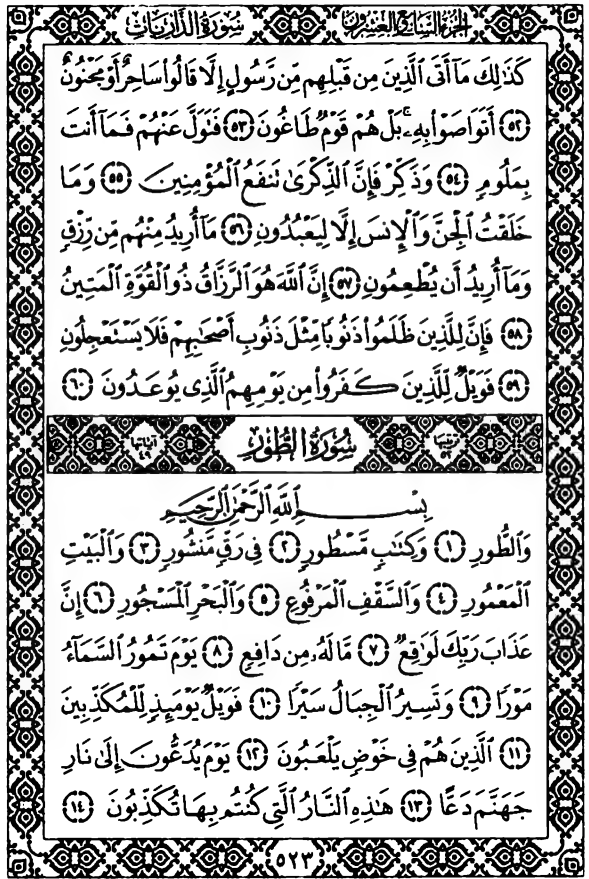 الجزء السابع والعشرون سورة الذاريات
كَذَٰلِكَ مَآ أَتَى ٱلَّذِينَ مِن قَبْلِهِم مِّن رَّسُولٍ إِلَّا قَالُوا۟ سَاحِرٌ أَوْ مَجْنُونٌ
٥٢ أَتَوَاصَوْا۟ بِهِۦ ۚ بَلْ هُمْ قَوْمٌ طَاغُونَ ٥٣ فَتَوَلَّ عَنْهُمْ فَمَآ أَنتَ
بِمَلُومٍ ٥٤ وَذَكِّرْ فَإِنَّ ٱلذِّكْرَىٰ تَنفَعُ ٱلْمُؤْمِنِينَ ٥٥ وَمَا
خَلَقْتُ ٱلْجِنَّ وَٱلْإِنسَ إِلَّا لِيَعْبُدُونِ ٥٦ مَآ أُرِيدُ مِنْهُم مِّن رِّزْقٍ
وَمَآ أُرِيدُ أَن يُطْعِمُونِ ٥٧ إِنَّ ٱللَّهَ هُوَ ٱلرَّزَّاقُ ذُو ٱلْقُوَّةِ ٱلْمَتِينُ
٥٨ فَإِنَّ لِلَّذِينَ ظَلَمُوا۟ ذَنُوبًا مِّثْلَ ذَنُوبِ أَصْحَٰبِهِمْ فَلَا يَسْتَعْجِلُونِ
٥٩ فَوَيْلٌ لِّلَّذِينَ كَفَرُوا۟ مِن يَوْمِهِمُ ٱلَّذِى يُوعَدُونَ ٦٠
ترتيبها ٥٢ سُورَةُ الطُّور آياتها ٤٩
بِسْمِ ٱللَّهِ ٱلرَّحْمَٰنِ ٱلرَّحِيمِ
وَٱلطُّورِ ١ وَكِتَٰبٍ مَّسْطُورٍ ٢ فِى رَقٍّ مَّنشُورٍ ٣ وَٱلْبَيْتِ
ٱلْمَعْمُورِ ٤ وَٱلسَّقْفِ ٱلْمَرْفُوعِ ٥ وَٱلْبَحْرِ ٱلْمَسْجُورِ ٦ إِنَّ
عَذَابَ رَبِّكَ لَوَٰقِعٌ ٧ مَّا لَهُۥ مِن دَافِعٍ ٨ يَوْمَ تَمُورُ ٱلسَّمَآءُ
مَوْرًا ٩ وَتَسِيرُ ٱلْجِبَالُ سَيْرًا ١٠ فَوَيْلٌ يَوْمَئِذٍ لِّلْمُكَذِّبِينَ
١١ ٱلَّذِينَ هُمْ فِى خَوْضٍ يَلْعَبُونَ ١٢ يَوْمَ يُدَعُّونَ إِلَىٰ نَارِ
جَهَنَّمَ دَعًّا ١٣ هَٰذِهِ ٱلنَّارُ ٱلَّتِى كُنتُم بِهَا تُكَذِّبُونَ ١٤
٥٢٣